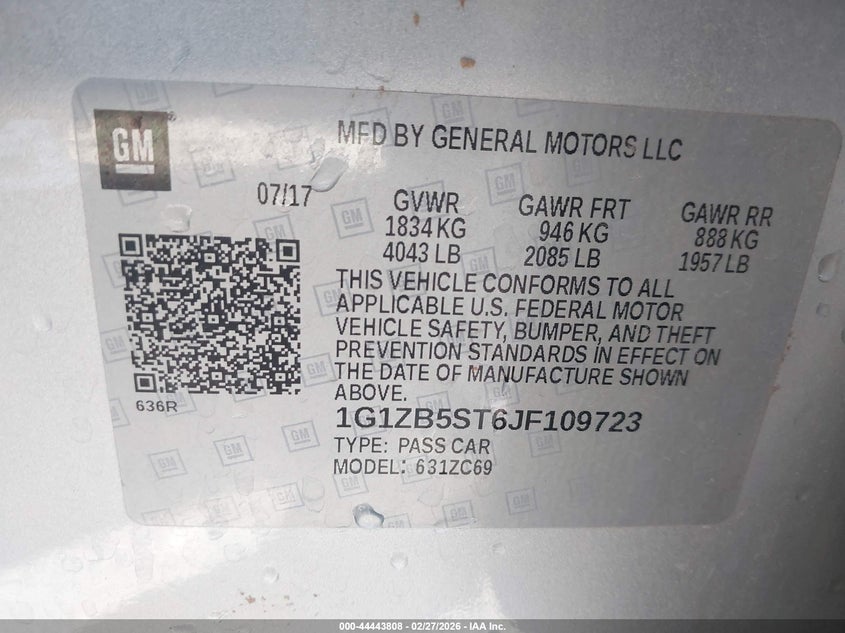 GM
MFD BY GENERAL MOTORS LLC
07/17
GVWR
1834 KG
4043 LB
GAWR FRT
946 KG
2085 LB
GAWR RR
888 KG
1957 LB
THIS VEHICLE CONFORMS TO ALL
APPLICABLE U.S. FEDERAL MOTOR
VEHICLE SAFETY, BUMPER, AND THEFT
PREVENTION STANDARDS IN EFFECT ON
THE DATE OF MANUFACTURE SHOWN
ABOVE.
636R
1G1ZB5ST6JF109723
TYPE: PASS CAR
MODEL: 631ZC69
000-44443808 - 02/27/2026 - IAA Inc.